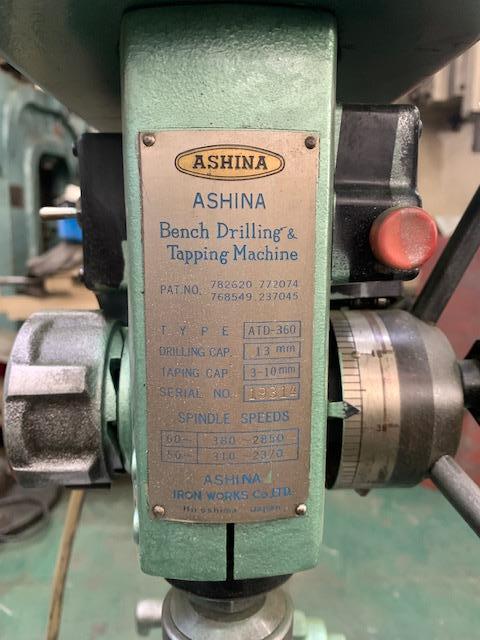 ASHINA
ASHINA
Bench Drilling &
Tapping Machine
PAT.NO. 782620 772074
768549 237045
TYPE ATD-360
DRILLING CAP. 13 mm
TAPING CAP. 3-10 mm
SERIAL NO. 19314
SPINDLE SPEEDS
60~ 380~2850
50~ 310~2370
ASHINA
IRON WORKS Co.,LTD.
Hiroshima Japan